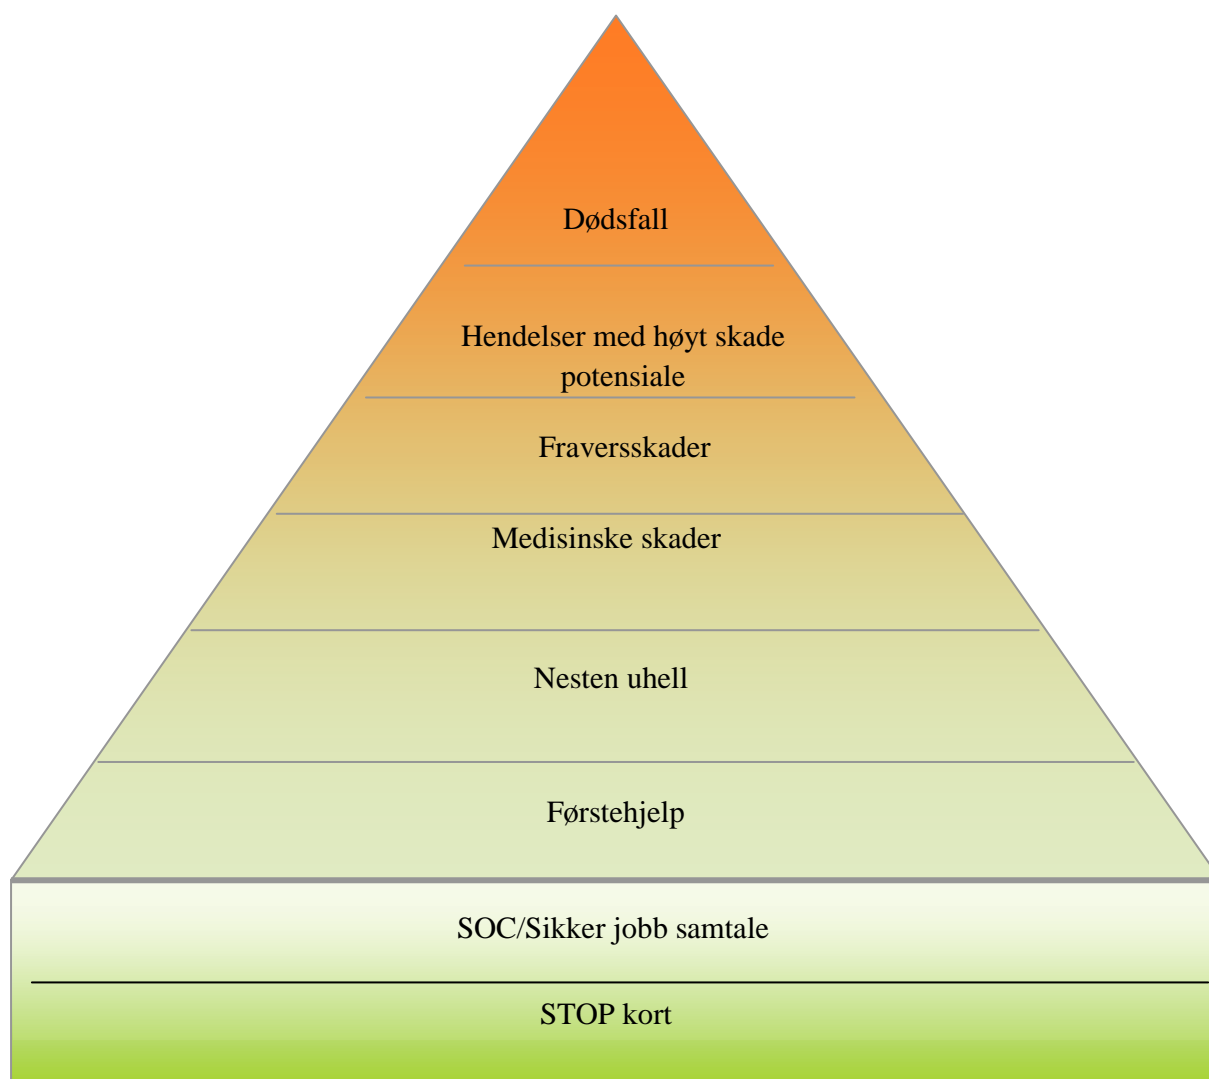 Dødsfall
Hendelser med høyt skade
potensiale
Fraversskader
Medisinske skader
Nesten uhell
Førstehjelp
SOC/Sikker jobb samtale
STOP kort